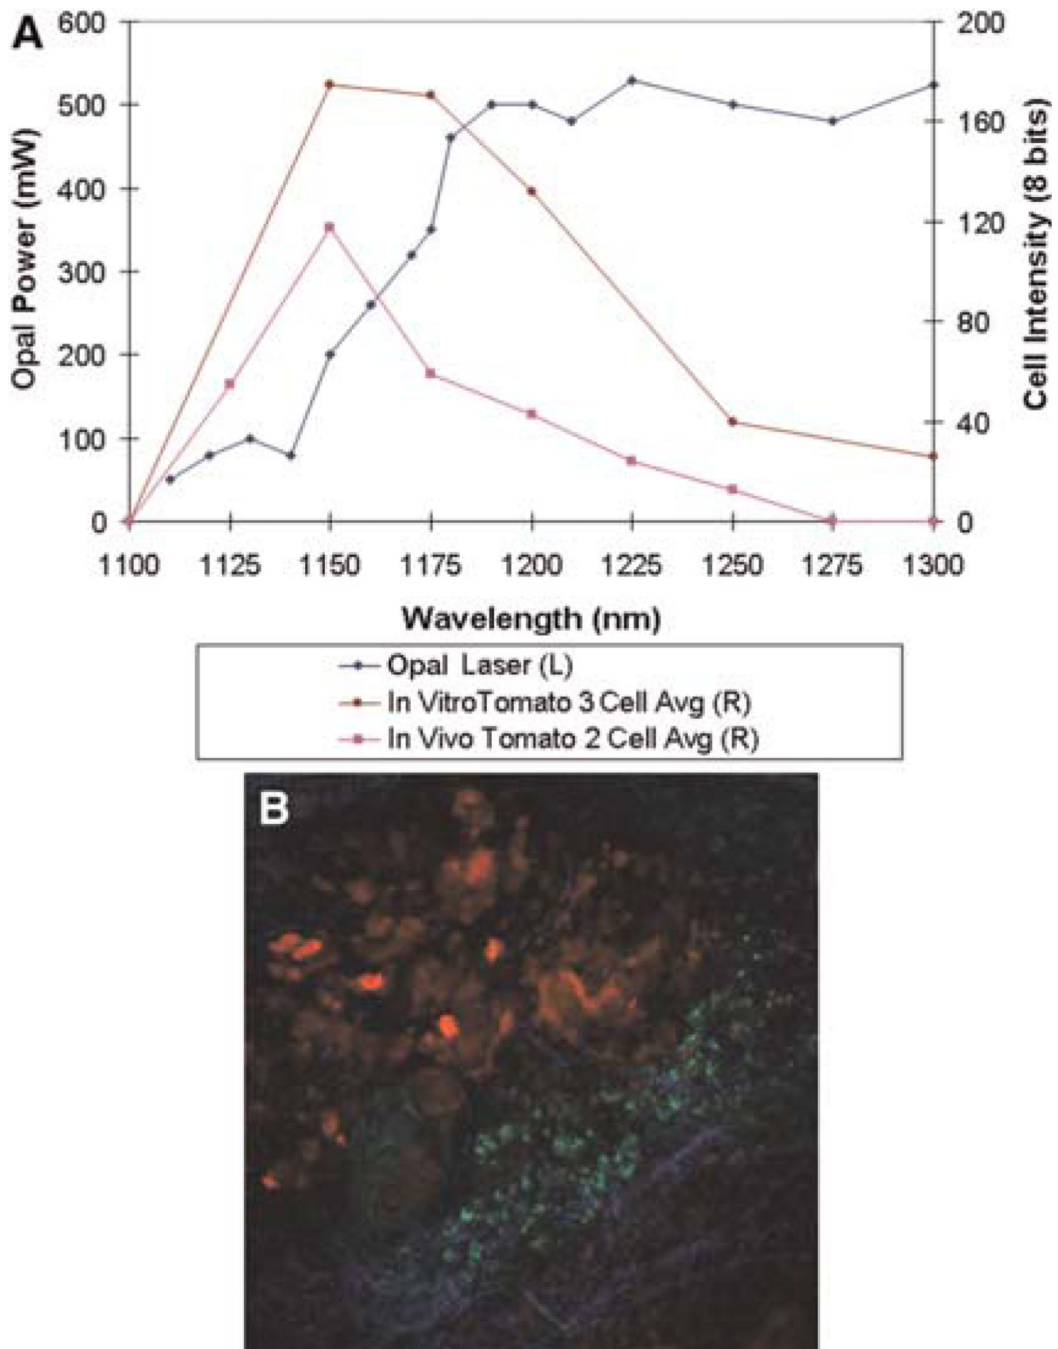 A
600
500
400
300
200
100
0
Opal Power (mW)
200
160
120
80
40
0
Cell Intensity (8 bits)
1100 1125 1150 1175 1200 1225 1250 1275 1300
Wavelength (nm)
Opal Laser (L)
In VitroTomato 3 Cell Avg (R)
In Vivo Tomato 2 Cell Avg (R)
B